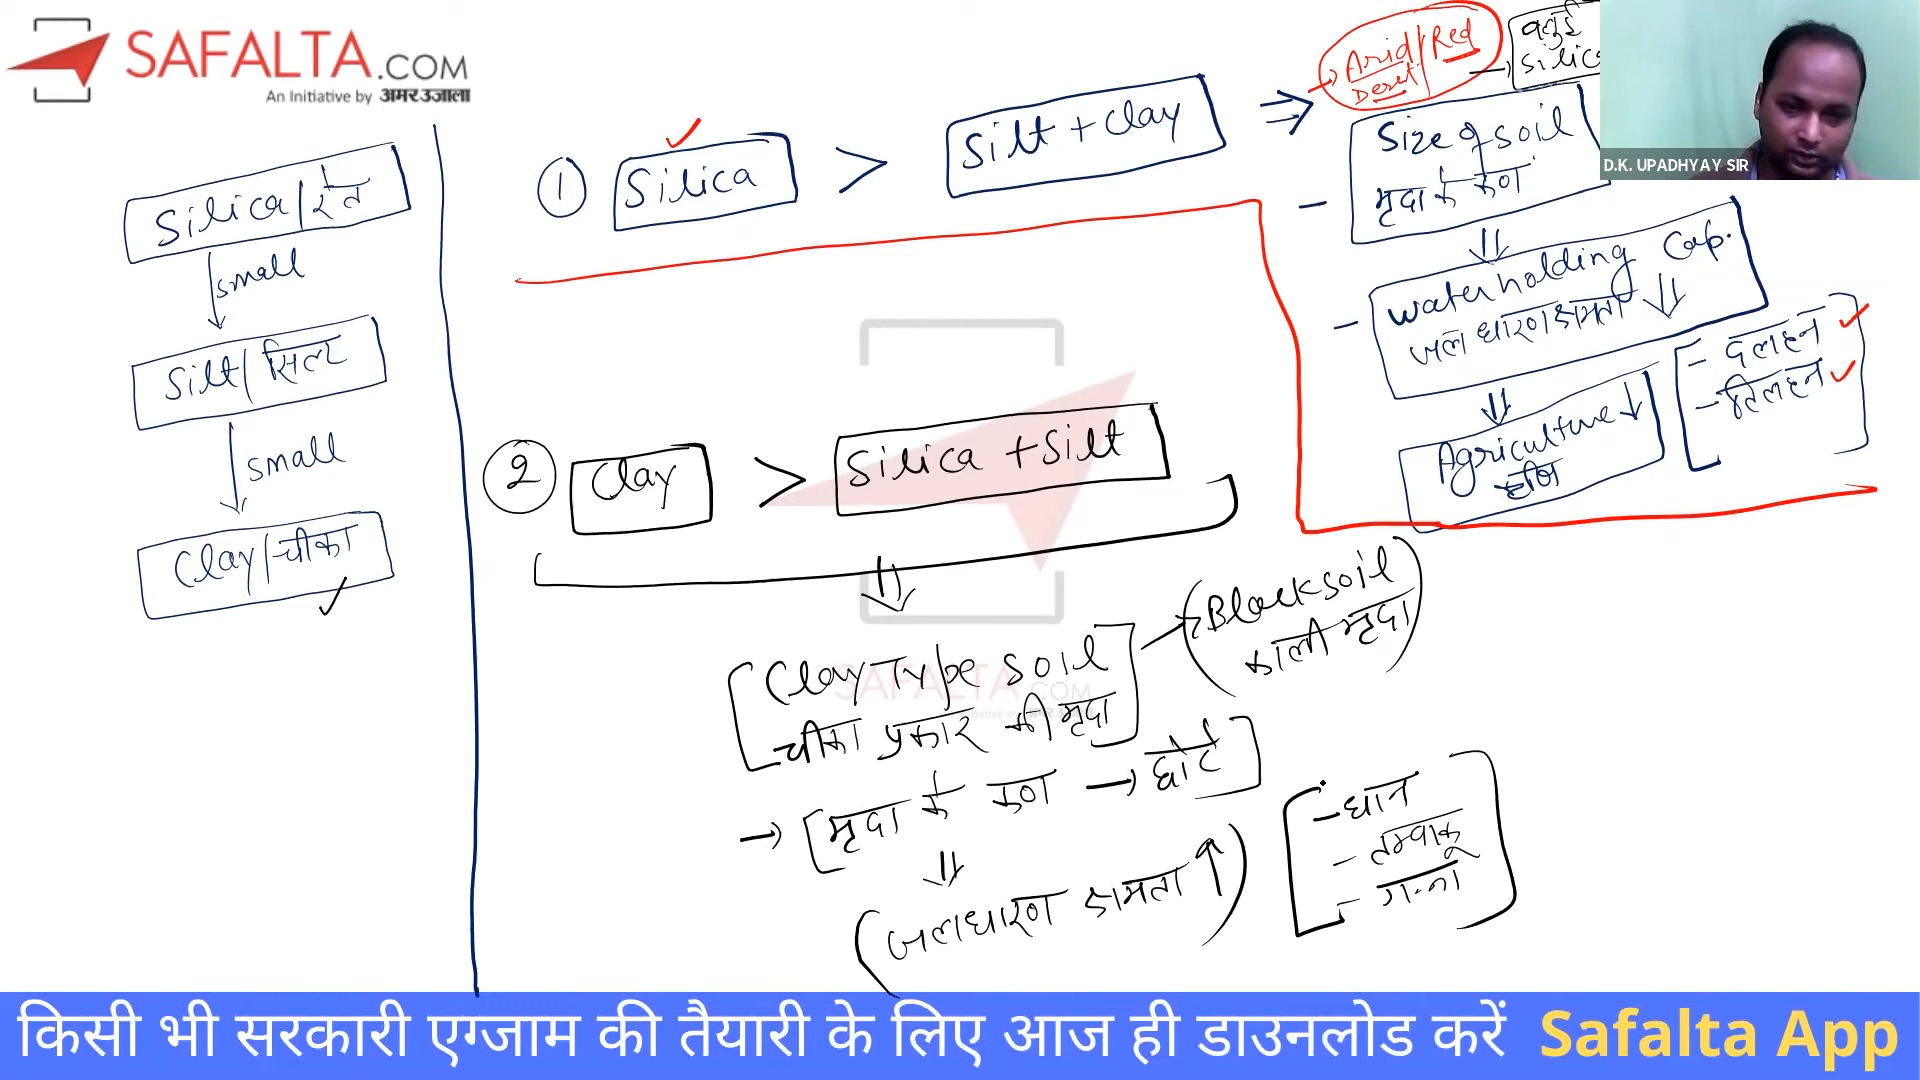 SAFALTA.COM
An Initiative by अमर उजाला
Silica/रेत
small
Silt/सिल्ट
small
Clay/चीका
1 Silica > Silt + Clay
Arid/Red
Desert
Silica
D.K. UPADHYAY SIR
Size of soil
मृदा के कण
water holding Cap.
जल धारण क्षमता
Agriculture
- दलहन
- तिलहन
2 Clay > Silica + Silt
Black soil
काली मृदा
Clay Type soil
चीका प्रकार की मृदा
मृदा के कण → छोटे
जलधारण क्षमता ↑
- धान
- तम्बाकू
- गन्ना
किसी भी सरकारी एग्जाम की तैयारी के लिए आज ही डाउनलोड करें Safalta App